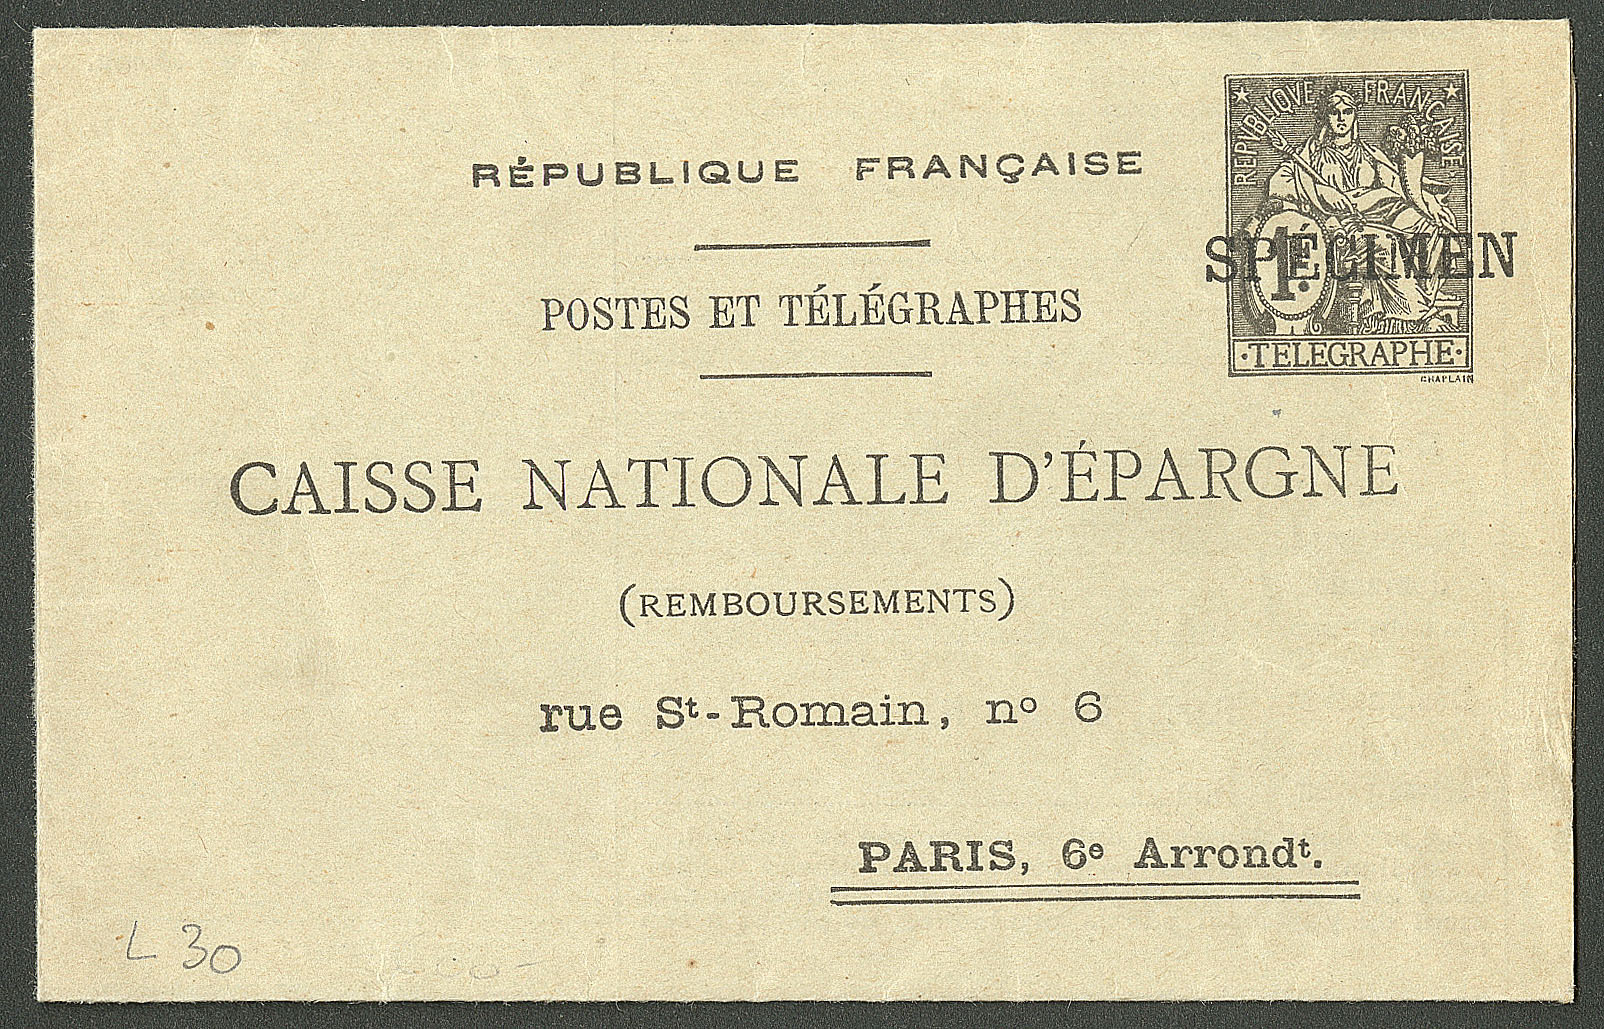 RÉPUBLIQUE FRANÇAISE
REPUBLIQUE FRANÇAISE
SPÉCIMEN
1F.
POSTES ET TÉLÉGRAPHES
·TELEGRAPHE·
CHAPLAIN
CAISSE NATIONALE D'ÉPARGNE
(REMBOURSEMENTS)
rue St-Romain, no 6
PARIS, 6e Arrondt.
L 30